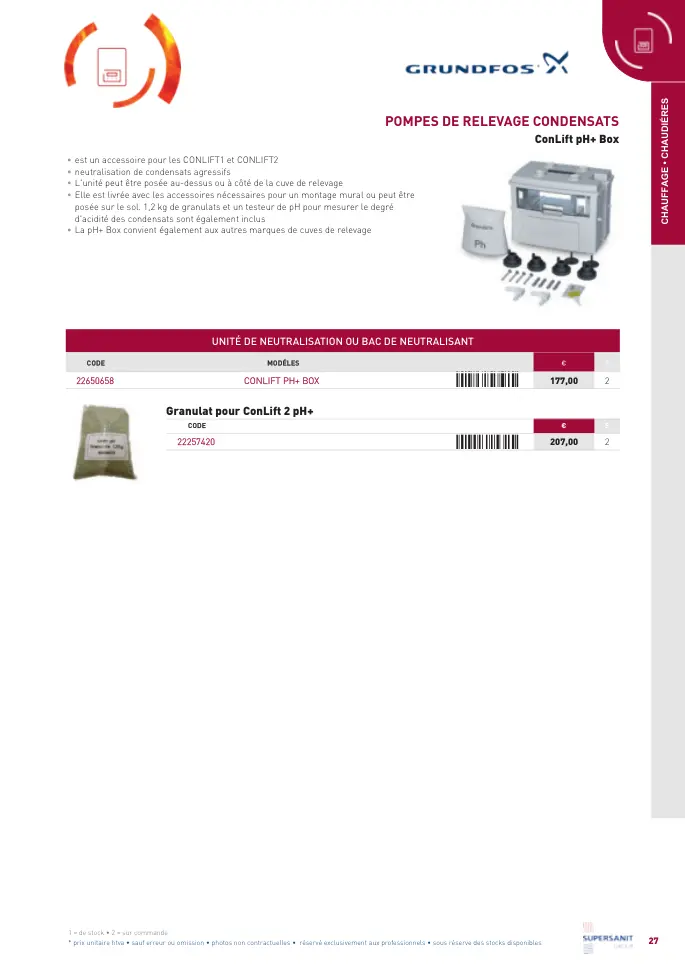 GRUNDFOS
POMPES DE RELEVAGE CONDENSATS
ConLift pH+ Box
CHAUFFAGE • CHAUDIÈRES
• est un accessoire pour les CONLIFT1 et CONLIFT2
• neutralisation de condensats agressifs
• L'unité peut être posée au-dessus ou à côté de la cuve de relevage
• Elle est livrée avec les accessoires nécessaires pour un montage mural ou peut être
posée sur le sol. 1,2 kg de granulats et un testeur de pH pour mesurer le degré
d'acidité des condensats sont également inclus
• La pH+ Box convient également aux autres marques de cuves de relevage
Ph
UNITÉ DE NEUTRALISATION OU BAC DE NEUTRALISANT
CODE MODÈLES €
22650658 CONLIFT PH+ BOX 177,00 2
Granulat pour ConLift 2 pH+
CODE €
22257420 207,00 2
1 = de stock • 2 = sur commande
* prix unitaire htva • sauf erreur ou omission • photos non contractuelles • réservé exclusivement aux professionnels • sous réserve des stocks disponibles
SUPERSANIT
GROUP
27